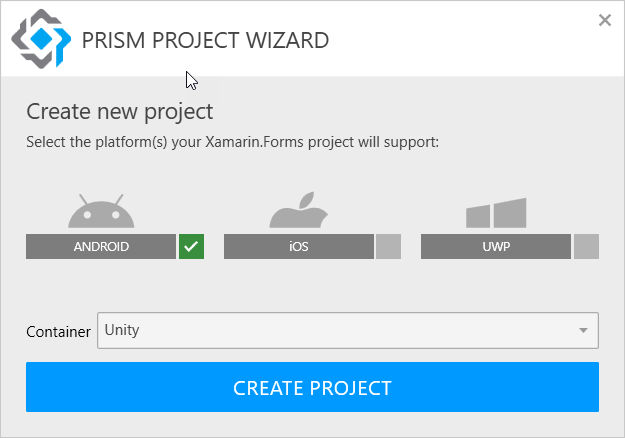 PRISM PROJECT WIZARD
Create new project
Select the platform(s) your Xamarin.Forms project will support:
ANDROID iOS UWP
Container Unity
CREATE PROJECT